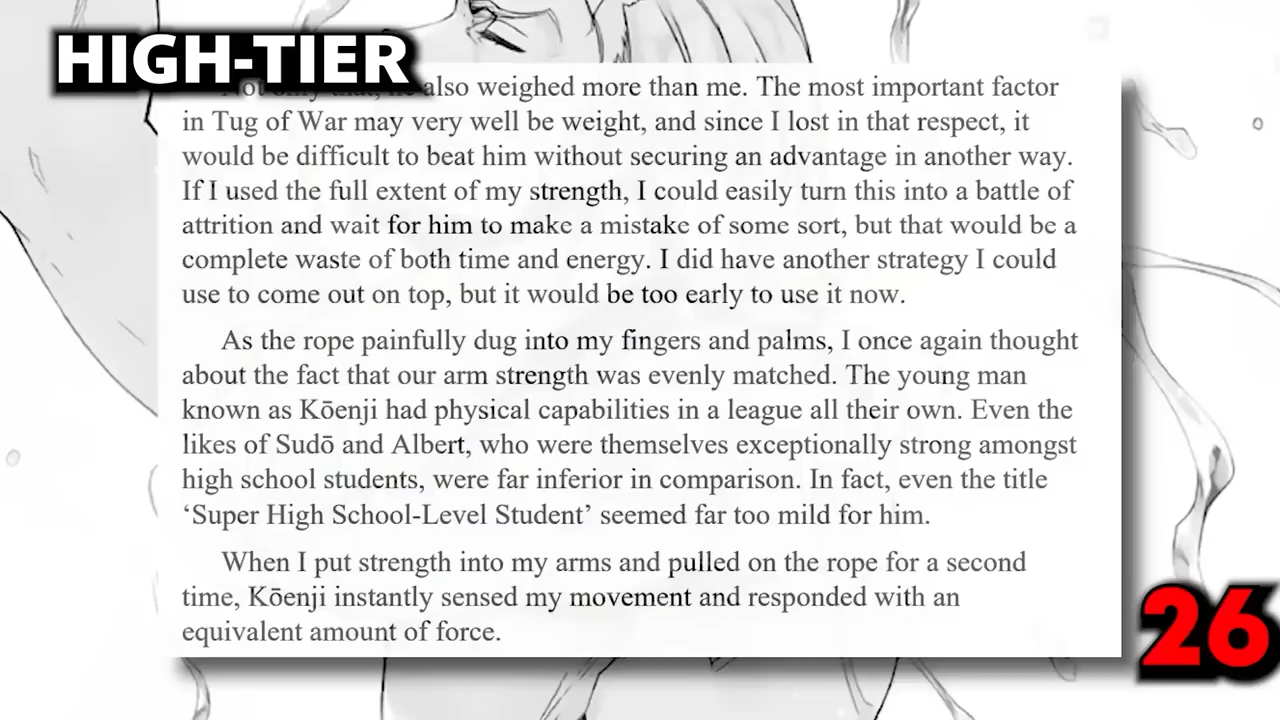 HIGH-TIER
also weighed more than me. The most important factor
in Tug of War may very well be weight, and since I lost in that respect, it
would be difficult to beat him without securing an advantage in another way.
If I used the full extent of my strength, I could easily turn this into a battle of
attrition and wait for him to make a mistake of some sort, but that would be a
complete waste of both time and energy. I did have another strategy I could
use to come out on top, but it would be too early to use it now.
As the rope painfully dug into my fingers and palms, I once again thought
about the fact that our arm strength was evenly matched. The young man
known as Kōenji had physical capabilities in a league all their own. Even the
likes of Sudō and Albert, who were themselves exceptionally strong amongst
high school students, were far inferior in comparison. In fact, even the title
‘Super High School-Level Student’ seemed far too mild for him.
When I put strength into my arms and pulled on the rope for a second
time, Kōenji instantly sensed my movement and responded with an
equivalent amount of force.
26